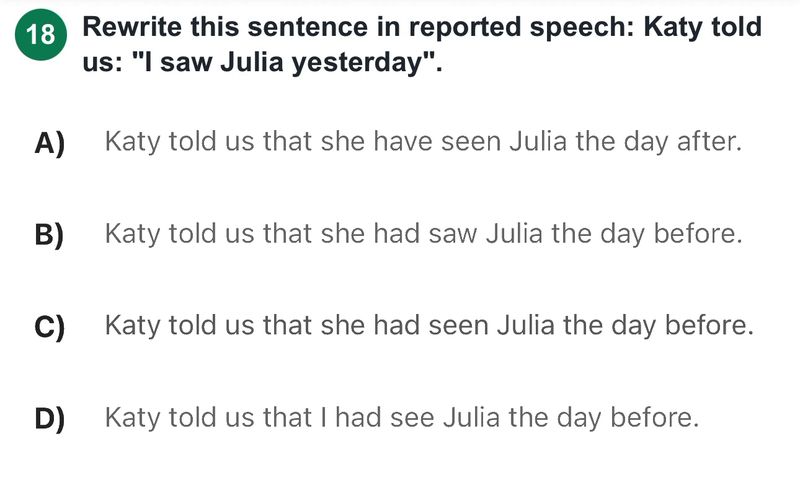 18 Rewrite this sentence in reported speech: Katy told
us: "I saw Julia yesterday".
A) Katy told us that she have seen Julia the day after.
B) Katy told us that she had saw Julia the day before.
C) Katy told us that she had seen Julia the day before.
D) Katy told us that I had see Julia the day before.